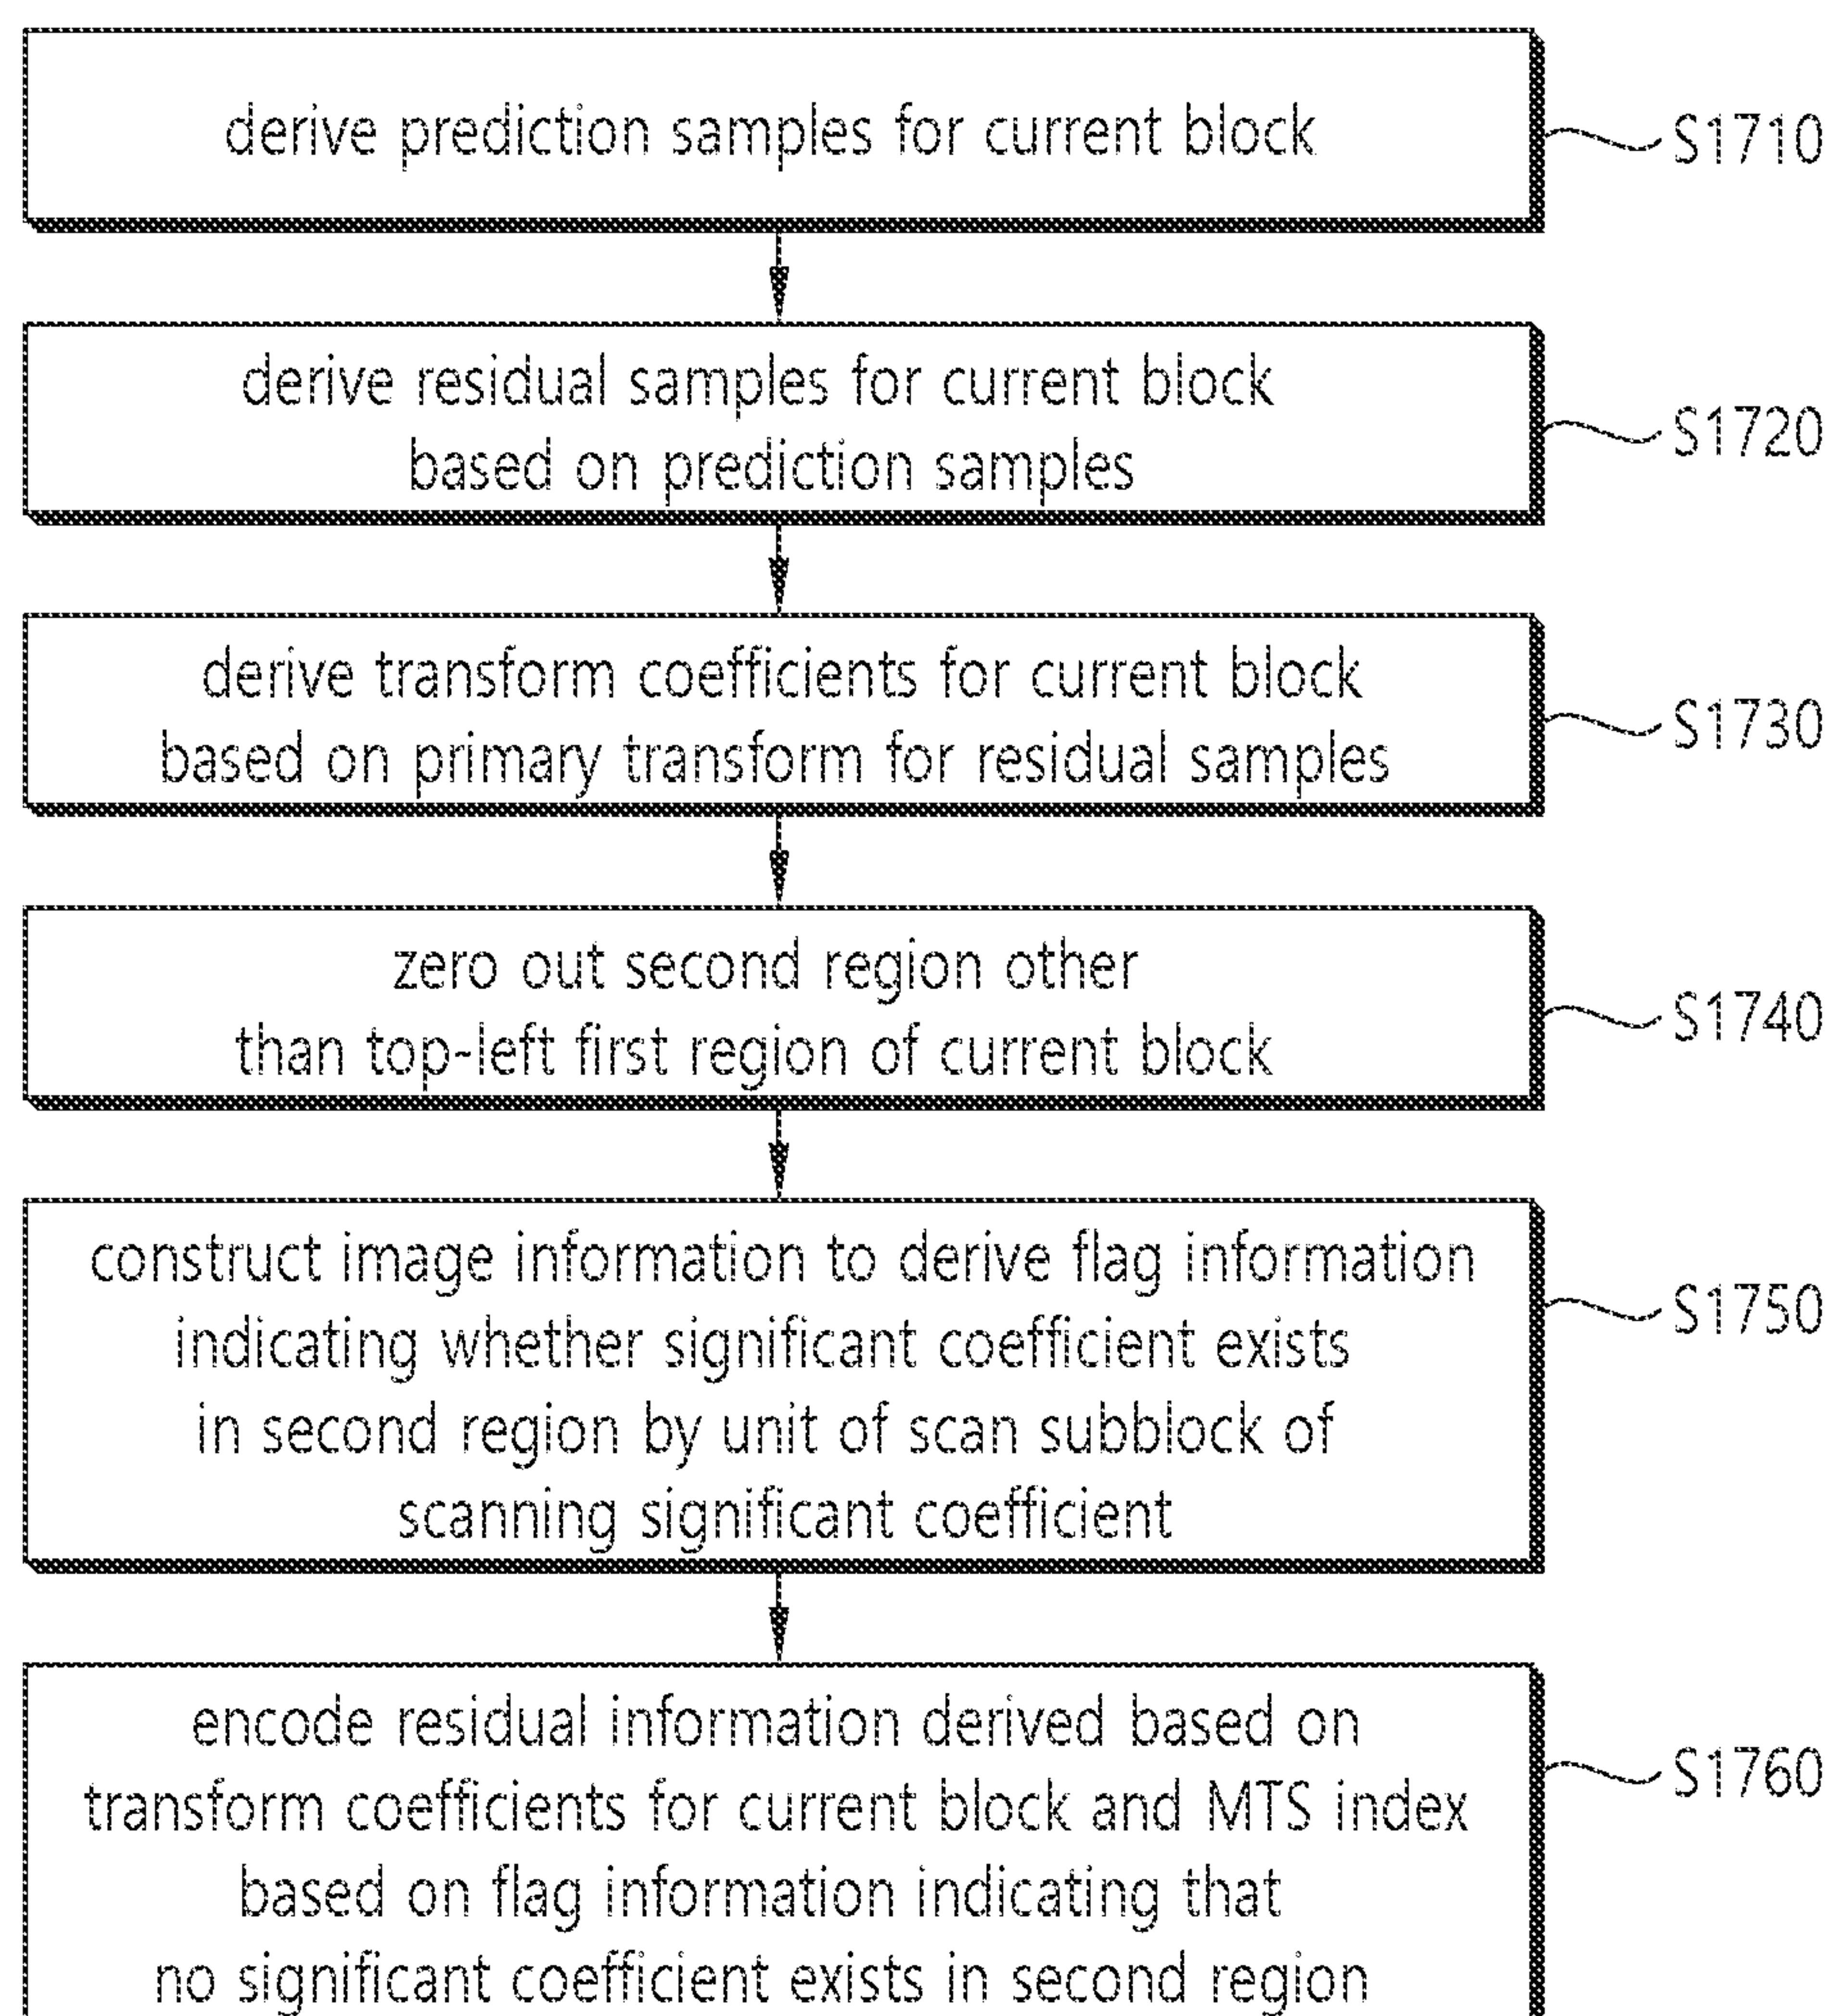 derive prediction samples for current block
S1710
derive residual samples for current block
based on prediction samples
S1720
derive transform coefficients for current block
based on primary transform for residual samples
S1730
zero out second region other
than top-left first region of current block
S1740
construct image information to derive flag information
indicating whether significant coefficient exists
in second region by unit of scan subblock of
scanning significant coefficient
S1750
encode residual information derived based on
transform coefficients for current block and MTS index
based on flag information indicating that
no significant coefficient exists in second region
S1760